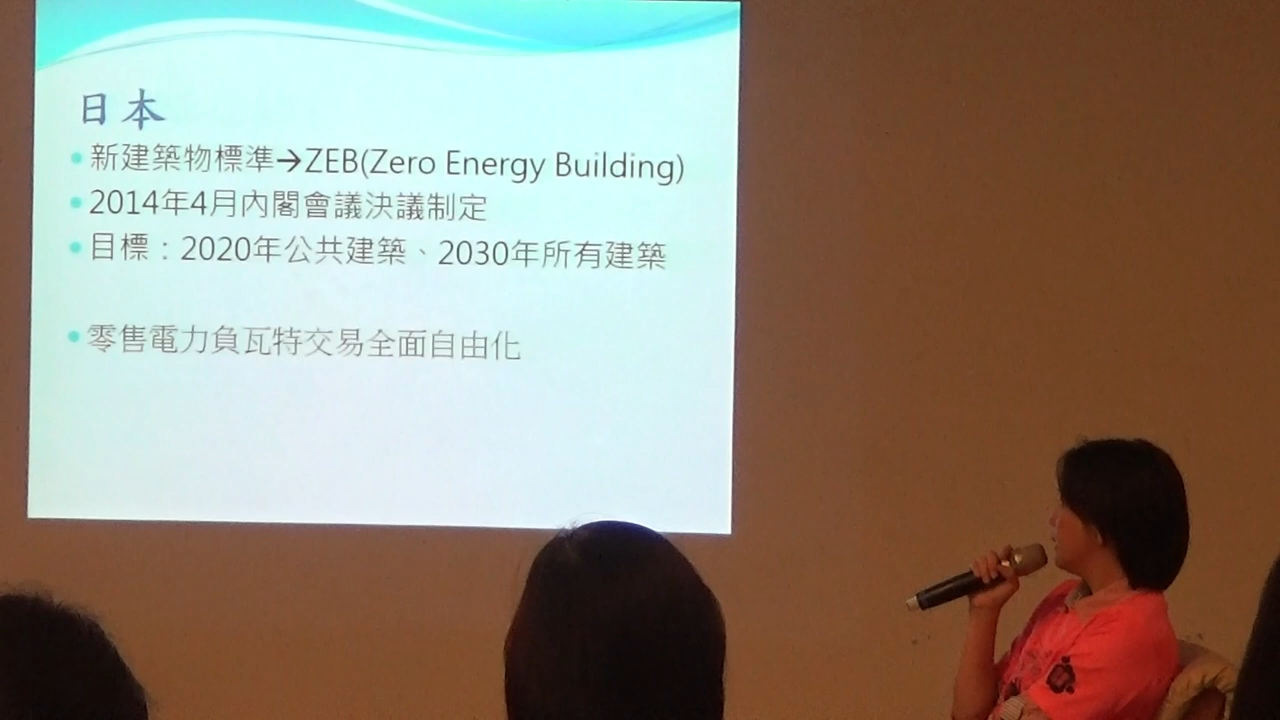 日本
• 新建築物標準→ZEB(Zero Energy Building)
• 2014年4月內閣會議決議制定
• 目標：2020年公共建築、2030年所有建築
• 零售電力負瓦特交易全面自由化